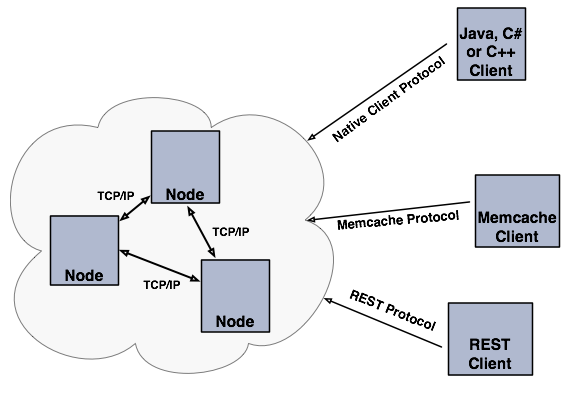 Java, C#
or C++
Client
Native Client Protocol
Node
TCP/IP
TCP/IP
Memcache Protocol
Memcache
Client
Node
TCP/IP
Node
REST Protocol
REST
Client